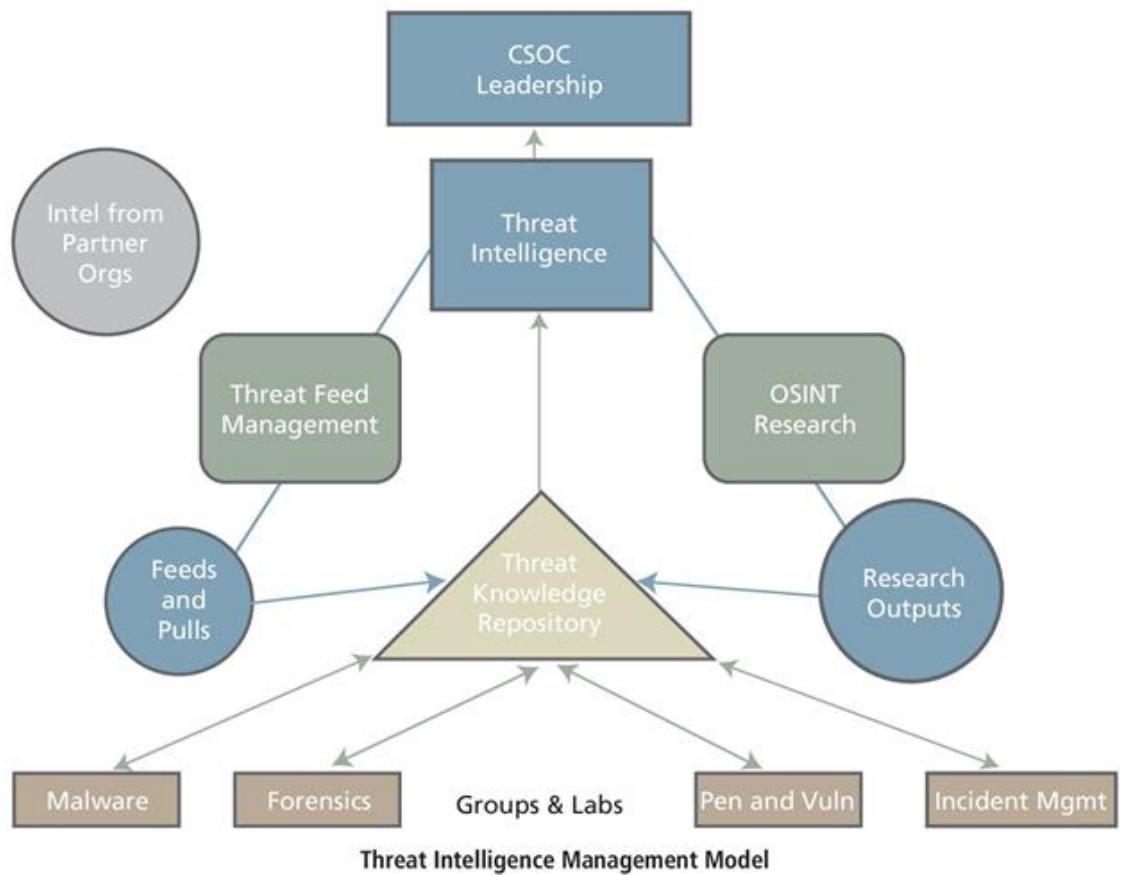 CSOC
Leadership
Intel from
Partner
Orgs
Threat
Intelligence
Threat Feed
Management
OSINT
Research
Feeds
and
Pulls
Threat
Knowledge
Repository
Research
Outputs
Malware
Forensics
Groups & Labs
Pen and Vuln
Incident Mgmt
Threat Intelligence Management Model